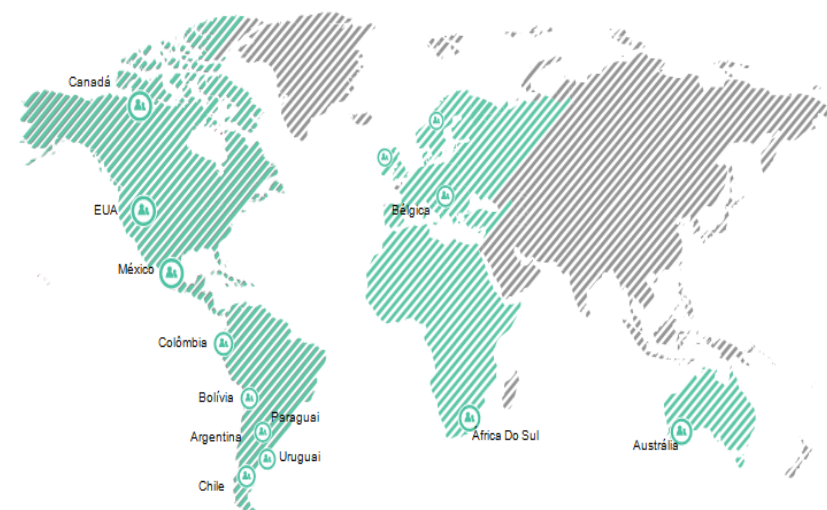 Canadá
EUA
Bélgica
México
Colômbia
Bolívia
Paraguai
Argentina
África Do Sul
Austrália
Uruguai
Chile